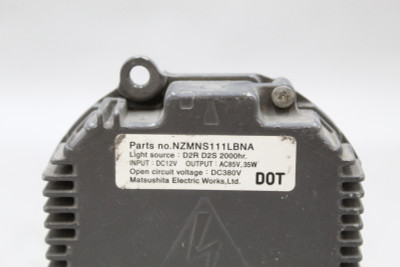 Parts no.NZMNS111LBNA
Light source : D2R D2S 2000hr.
INPUT : DC12V OUTPUT : AC85V, 35W
Open circuit voltage : DC380V
Matsushita Electric Works,Ltd. DOT